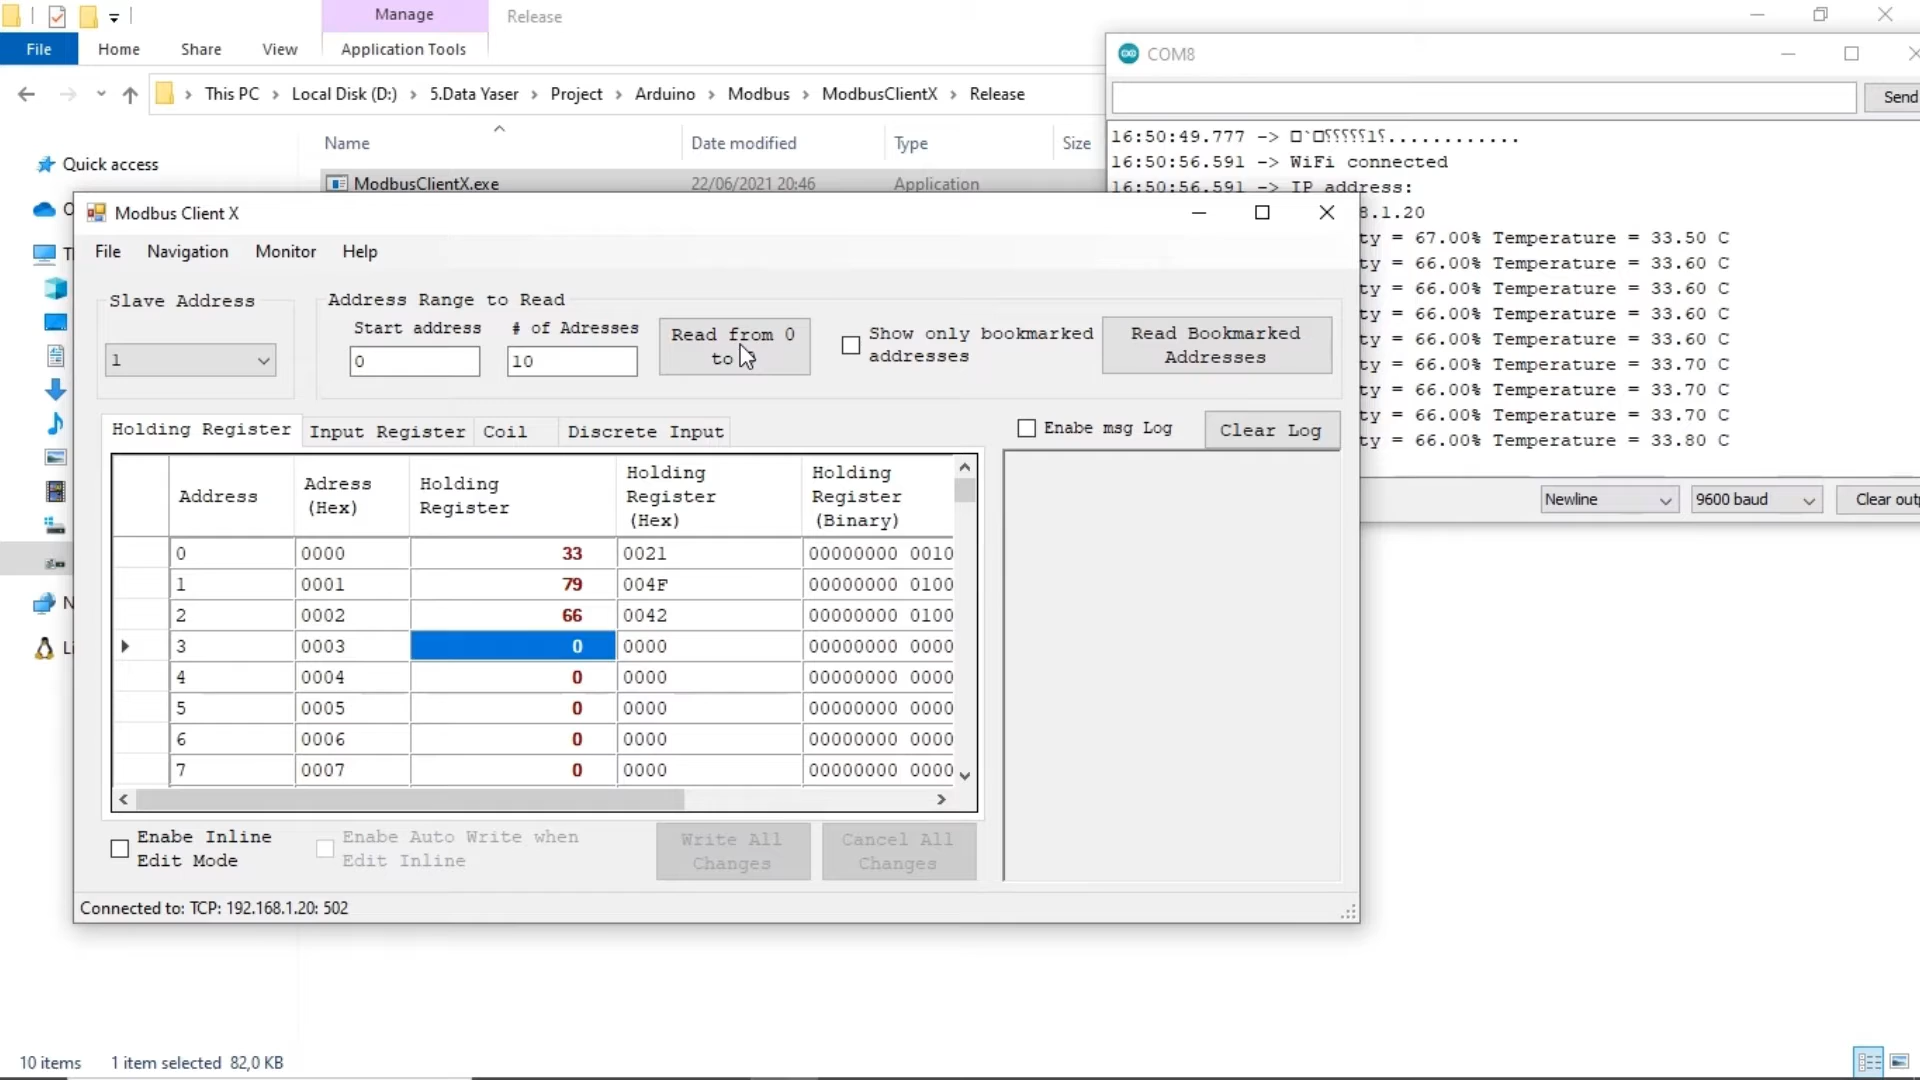 Manage
Release
File
Home
Share
View
Application Tools
This PC
Local Disk (D:)
5.Data Yaser
Project
Arduino
Modbus
ModbusClientX
Release
Name
Date modified
Type
Size
Quick access
ModbusClientX.exe
22/06/2021 20:46
Application
COM8
Send
16:50:49.777 ->
16:50:56.591 -> WiFi connected
16:50:56.591 -> IP address:
8.1.20
ty = 67.00% Temperature = 33.50 C
ty = 66.00% Temperature = 33.60 C
ty = 66.00% Temperature = 33.60 C
ty = 66.00% Temperature = 33.60 C
ty = 66.00% Temperature = 33.60 C
ty = 66.00% Temperature = 33.70 C
ty = 66.00% Temperature = 33.70 C
ty = 66.00% Temperature = 33.70 C
ty = 66.00% Temperature = 33.80 C
Newline
9600 baud
Clear outp
Modbus Client X
File
Navigation
Monitor
Help
Slave Address
1
Address Range to Read
Start address
# of Adresses
0
10
Read from 0
to
Show only bookmarked
addresses
Read Bookmarked
Addresses
Holding Register
Input Register
Coil
Discrete Input
Enabe msg Log
Clear Log
Address
Adress
(Hex)
Holding
Register
Holding
Register
(Hex)
Holding
Register
(Binary)
0 0000 33 0021 00000000 0010
1 0001 79 004F 00000000 0100
2 0002 66 0042 00000000 0100
3 0003 0 0000 00000000 0000
4 0004 0 0000 00000000 0000
5 0005 0 0000 00000000 0000
6 0006 0 0000 00000000 0000
7 0007 0 0000 00000000 0000
Enabe Inline
Edit Mode
Enabe Auto Write when
Edit Inline
Write All
Changes
Cancel All
Changes
Connected to: TCP: 192.168.1.20: 502
10 items
1 item selected 82,0 KB